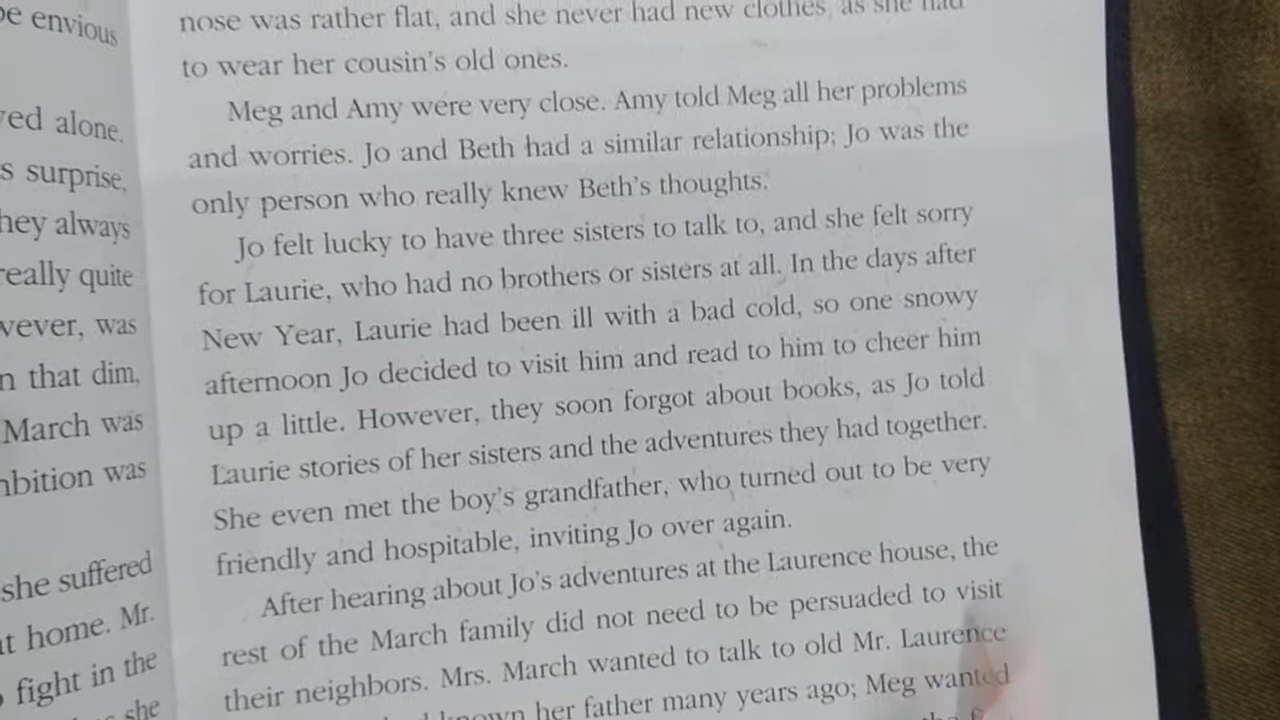 be envious
ved alone.
s surprise,
hey always
really quite
wever, was
n that dim,
March was
nbition was
she suffered
at home. Mr.
fight in the
she
nose was rather flat, and she never had new clothes, as she had
to wear her cousin's old ones.
Meg and Amy were very close. Amy told Meg all her problems
and worries. Jo and Beth had a similar relationship; Jo was the
only person who really knew Beth's thoughts.
Jo felt lucky to have three sisters to talk to, and she felt sorry
for Laurie, who had no brothers or sisters at all. In the days after
New Year, Laurie had been ill with a bad cold, so one snowy
afternoon Jo decided to visit him and read to him to cheer him
up a little. However, they soon forgot about books, as Jo told
Laurie stories of her sisters and the adventures they had together.
She even met the boy's grandfather, who turned out to be very
friendly and hospitable, inviting Jo over again.
After hearing about Jo's adventures at the Laurence house, the
rest of the March family did not need to be persuaded to visit
their neighbors. Mrs. March wanted to talk to old Mr. Laurence
known her father many years ago; Meg wanted
the